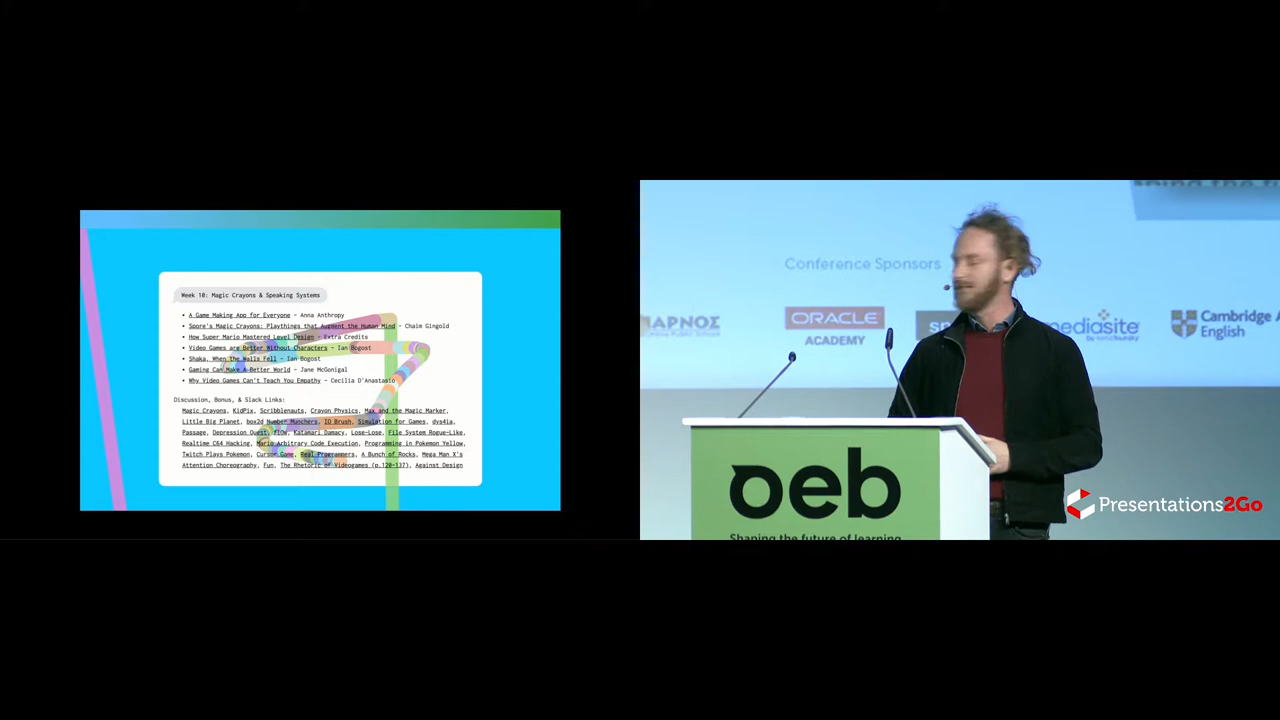 Week 10: Magic Crayons & Speaking Systems
• A Game Making App for Everyone - Anna Anthropy
• Spore's Magic Crayons: Playthings that Augment the Human Mind - Chaim Gingold
• How Super Mario Mastered Level Design - Extra Credits
• Video Games are Better Without Characters - Ian Bogost
• Shaka, When the Walls Fell - Ian Bogost
• Gaming Can Make A Better World - Jane McGonigal
• Why Video Games Can't Teach You Empathy - Cecilia D'Anastasio
Discussion, Bonus, & Slack Links:
Magic Crayons, KidPix, Scribblenauts, Crayon Physics, Max and the Magic Marker,
Little Big Planet, box2d Number Munchers, IO Brush, Simulation for Games, dys4ia,
Passage, Depression Quest, flOw, Katamari Damacy, Lose-Lose, File System Rogue-Like,
Realtime C64 Hacking, Mario Arbitrary Code Execution, Programming in Pokemon Yellow,
Twitch Plays Pokemon, Cursor Game, Real Programmers, A Bunch of Rocks, Mega Man X's
Attention Choreography, Fun, The Rhetoric of Videogames (p.120-137), Against Design
Conference Sponsors
ΑΡΝΟΣ
ORACLE
ACADEMY
mediasite
Cambridge A
English
oeb
Shaping the future of learning
Presentations2Go